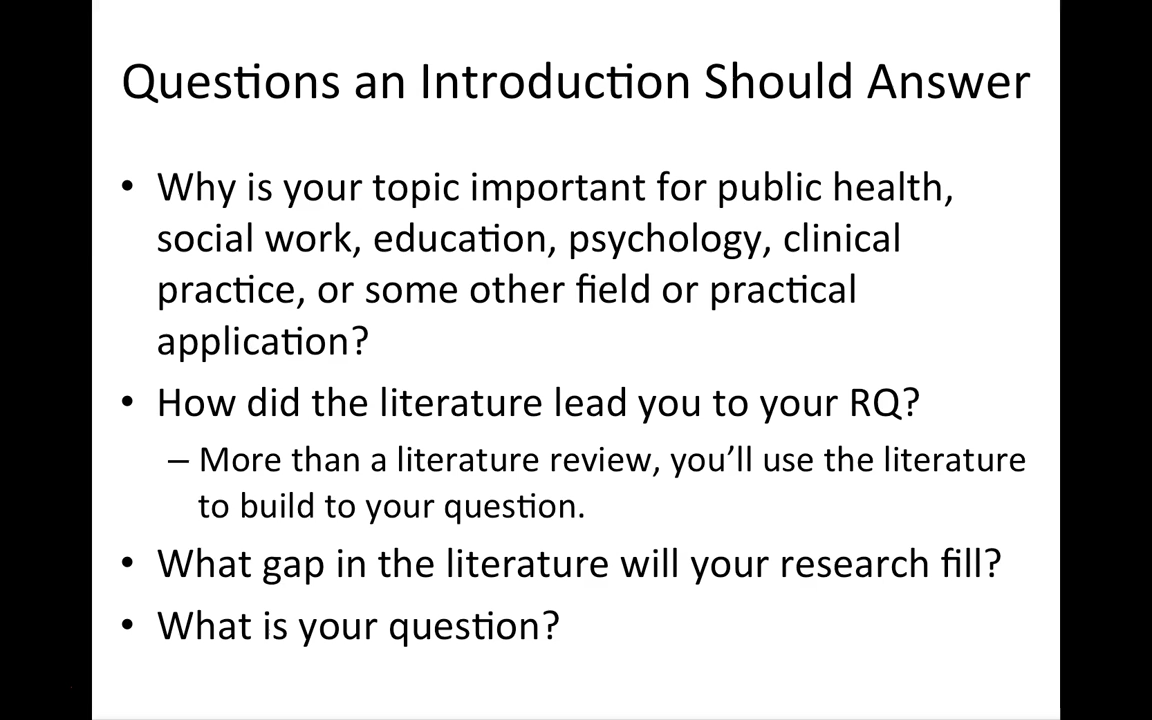 Questions an Introduction Should Answer
• Why is your topic important for public health,
social work, education, psychology, clinical
practice, or some other field or practical
application?
• How did the literature lead you to your RQ?
– More than a literature review, you’ll use the literature
to build to your question.
• What gap in the literature will your research fill?
• What is your question?